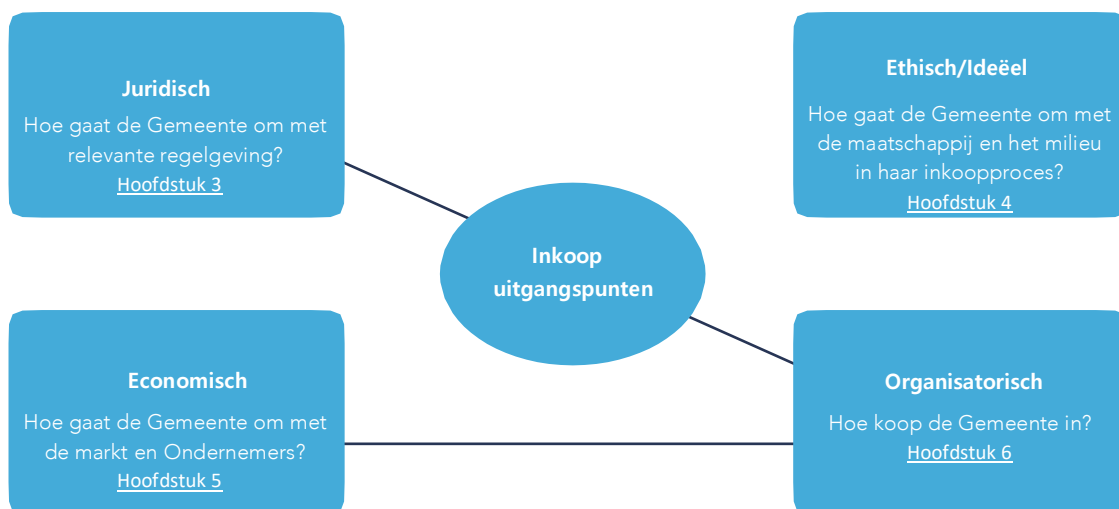 Juridisch
Hoe gaat de Gemeente om met
relevante regelgeving?
Hoofdstuk 3
Ethisch/Ideëel
Hoe gaat de Gemeente om met
de maatschappij en het milieu
in haar inkoopproces?
Hoofdstuk 4
Inkoop
uitgangspunten
Economisch
Hoe gaat de Gemeente om met
de markt en Ondernemers?
Hoofdstuk 5
Organisatorisch
Hoe koop de Gemeente in?
Hoofdstuk 6